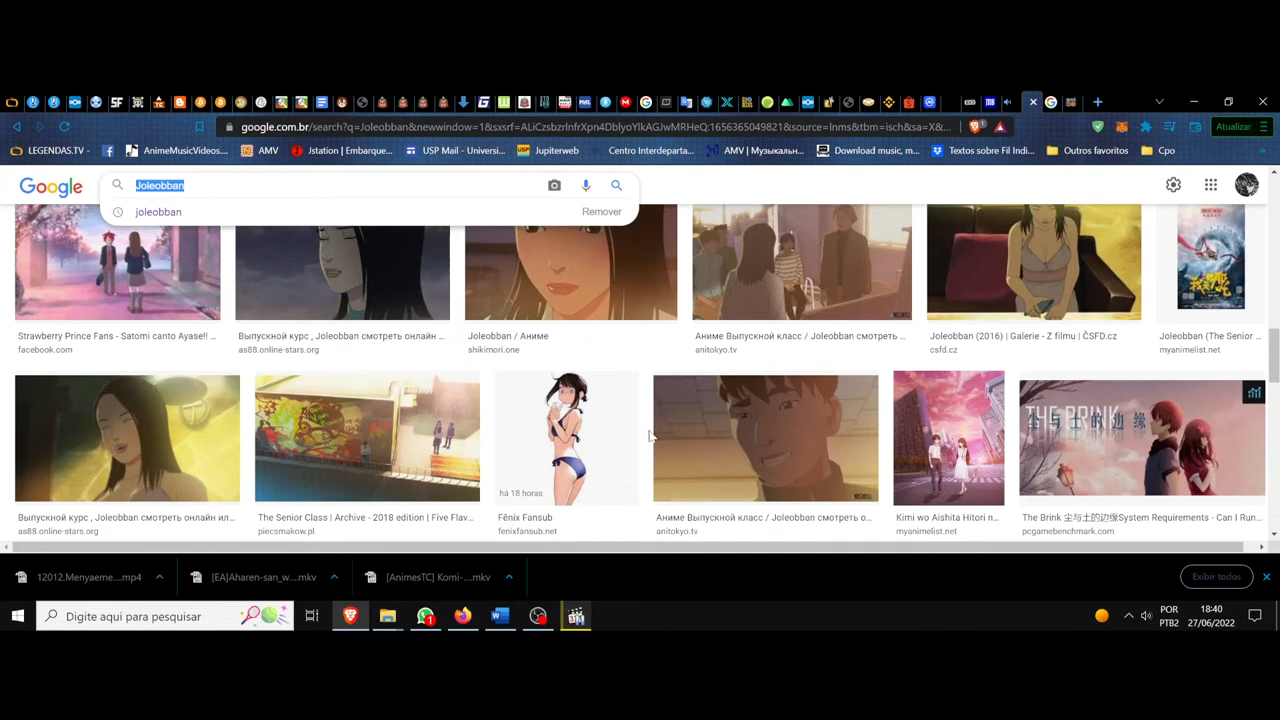 google.com.br/search?q=Joleobban&newwindow=1&sxsrf=ALiCzsbzrlnfrXpn4DblyoYlkAGJwMRHeQ:1656365049821&source=lnms&tbm=isch&sa=X&...
Atualizar
LEGENDAS.TV -
AnimeMusicVideos....
AMV
Jstation | Embarque...
USP Mail - Universi...
Jupiterweb
Centro Interdeparta...
AMV | Музыкальн...
Download music, m...
Textos sobre Fil Indi...
Outros favoritos
Cpo
Google
Joleobban
joleobban
Remover
Strawberry Prince Fans - Satomi canto Ayase!! ...
facebook.com
Выпускной курс , Joleobban смотреть онлайн ...
as88.online-stars.org
Joleobban / Аниме
shikimori.one
Аниме Выпускной класс / Joleobban смотреть ...
anitokyo.tv
Joleobban (2016) | Galerie - Z filmu | ČSFD.cz
csfd.cz
Joleobban (The Senior ...
myanimelist.net
há 18 horas
THE BRINK
尘与土的边缘
Выпускной курс , Joleobban смотреть онлайн ил...
as88.online-stars.org
The Senior Class | Archive - 2018 edition | Five Flav...
piecsmakow.pl
Fênix Fansub
fenixfansub.net
Аниме Выпускной класс / Joleobban смотреть о...
anitokyo.tv
Kimi wo Aishita Hitori n...
myanimelist.net
The Brink 尘与土的边缘System Requirements - Can I Run...
pcgamebenchmark.com
12012.Menyaeme....mp4
[EA]Aharen-san_w....mkv
[AnimesTC] Komi-....mkv
Exibir todos
Digite aqui para pesquisar
POR
PTB2
18:40
27/06/2022